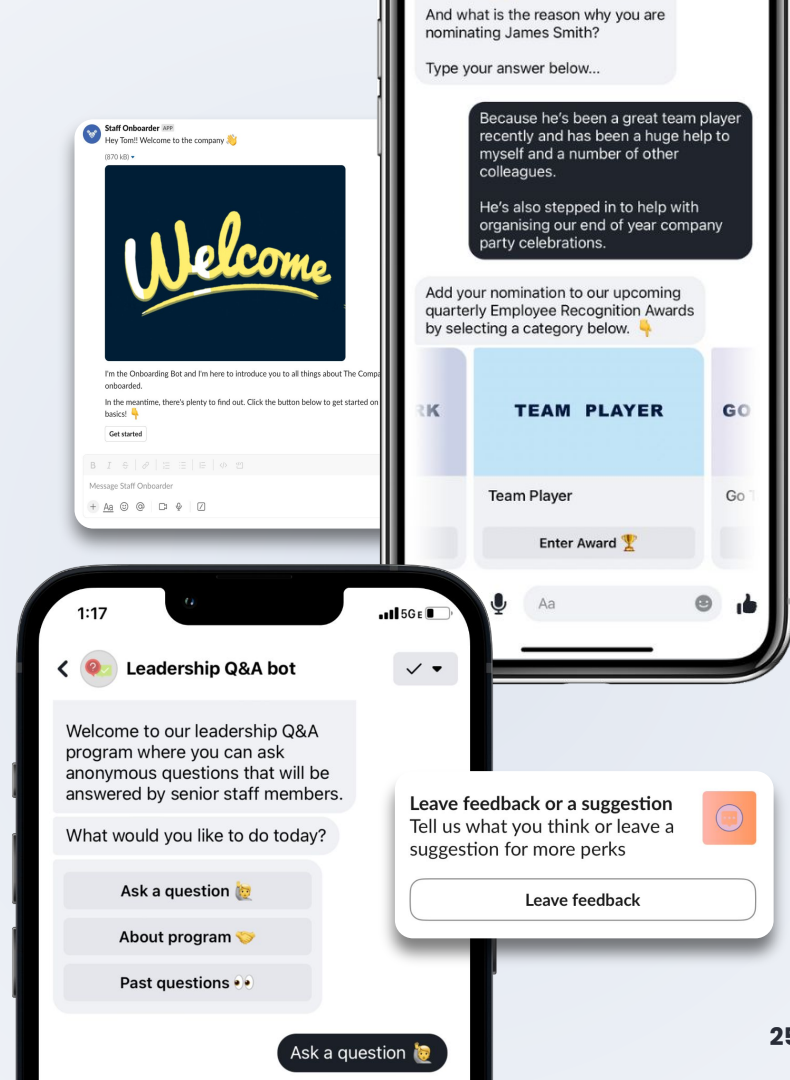 And what is the reason why you are
nominating James Smith?
Type your answer below...
Because he's been a great team player
recently and has been a huge help to
myself and a number of other
colleagues.
He's also stepped in to help with
organising our end of year company
party celebrations.
Add your nomination to our upcoming
quarterly Employee Recognition Awards
by selecting a category below. 👇
RK
TEAM PLAYER
GO
Team Player
Go
Enter Award 🏆
Aa
Staff Onboarder APP
Hey Tom!! Welcome to the company 👋
(870 kB)
Welcome
I'm the Onboarding Bot and I'm here to introduce you to all things about The Compa
onboarded.
In the meantime, there's plenty to find out. Click the button below to get started on
basics! 👇
Get started
B I S
Message Staff Onboarder
+ Aa @
1:17
5G E
Leadership Q&A bot
Welcome to our leadership Q&A
program where you can ask
anonymous questions that will be
answered by senior staff members.
What would you like to do today?
Ask a question 🙋
About program 🤝
Past questions 👀
Ask a question 🙋
Leave feedback or a suggestion
Tell us what you think or leave a
suggestion for more perks
Leave feedback
25